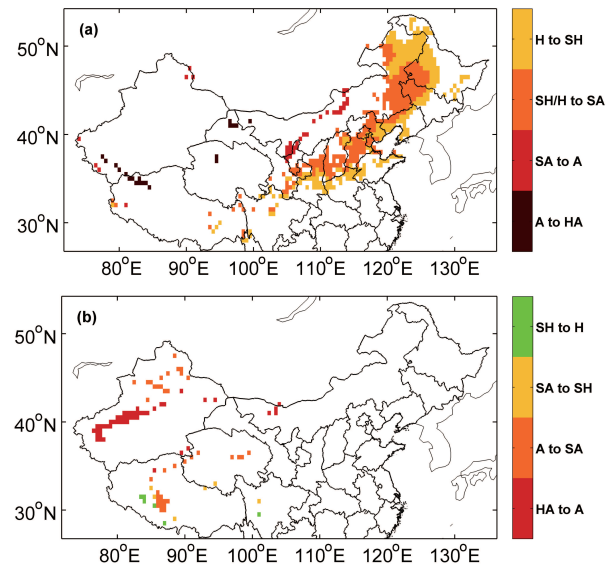 (a)
50°N
40°N
30°N
80°E 90°E 100°E 110°E 120°E 130°E
H to SH
SH/H to SA
SA to A
A to HA
(b)
50°N
40°N
30°N
80°E 90°E 100°E 110°E 120°E 130°E
SH to H
SA to SH
A to SA
HA to A